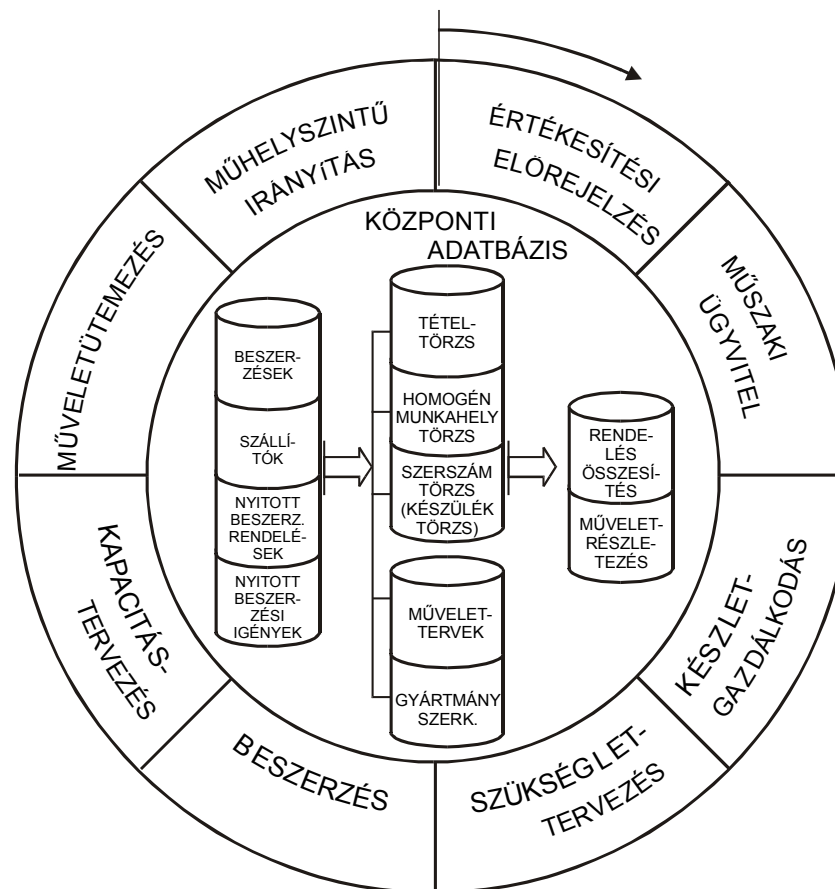 ÉRTÉKESÍTÉSI
ELÖREJELZÉS
MŰSZAKI
ÜGYVITEL
KÉSZLET-
GAZDÁLKODÁS
SZÜKSÉGLET-
TERVEZÉS
BESZERZÉS
KAPACITÁS-
TERVEZÉS
MŰVELETÜTEMEZÉS
MŰHELYSZINTŰ
IRÁNYíTÁS
KÖZPONTI
ADATBÁZIS
BESZER-
ZÉSEK
SZÁLLÍ-
TÓK
NYITOTT
BESZERZ.
RENDELÉ-
SEK
NYITOTT
BESZER-
ZÉSI
IGÉNYEK
TÉTEL-
TÖRZS
HOMOGÉN
MUNKAHELY
TÖRZS
SZERSZÁM
TÖRZS
(KÉSZÜLÉK
TÖRZS)
MŰVELET-
TERVEK
GYÁRTMÁNY
SZERK.
RENDE-
LÉS
ÖSSZESÍ-
TÉS
MŰVELET-
RÉSZLE-
TEZÉS